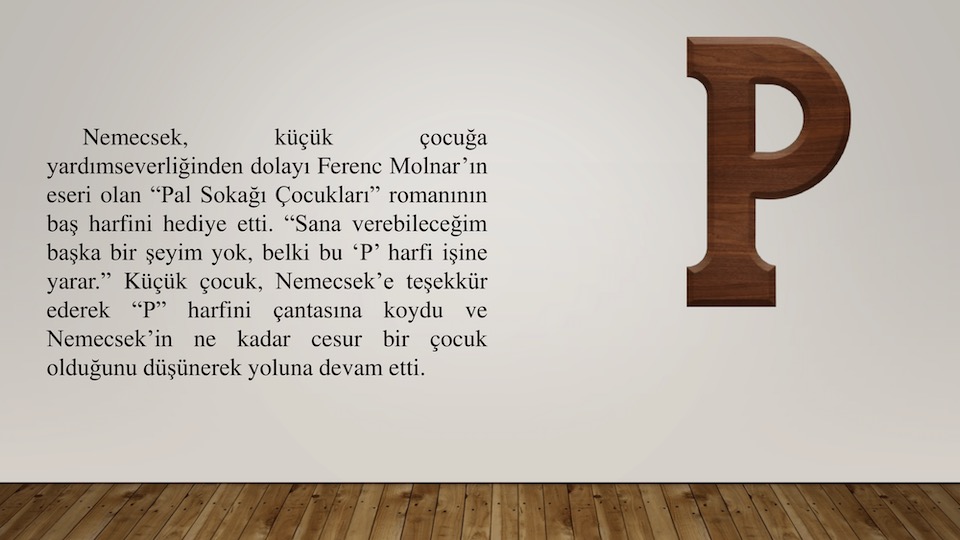 Nemecsek, küçük çocuğa
yardımseverliğinden dolayı Ferenc Molnar’ın
eseri olan “Pal Sokağı Çocukları” romanının
baş harfini hediye etti. “Sana verebileceğim
başka bir şeyim yok, belki bu ‘P’ harfi işine
yarar.” Küçük çocuk, Nemecsek’e teşekkür
ederek “P” harfini çantasına koydu ve
Nemecsek’in ne kadar cesur bir çocuk
olduğunu düşünerek yoluna devam etti.
P